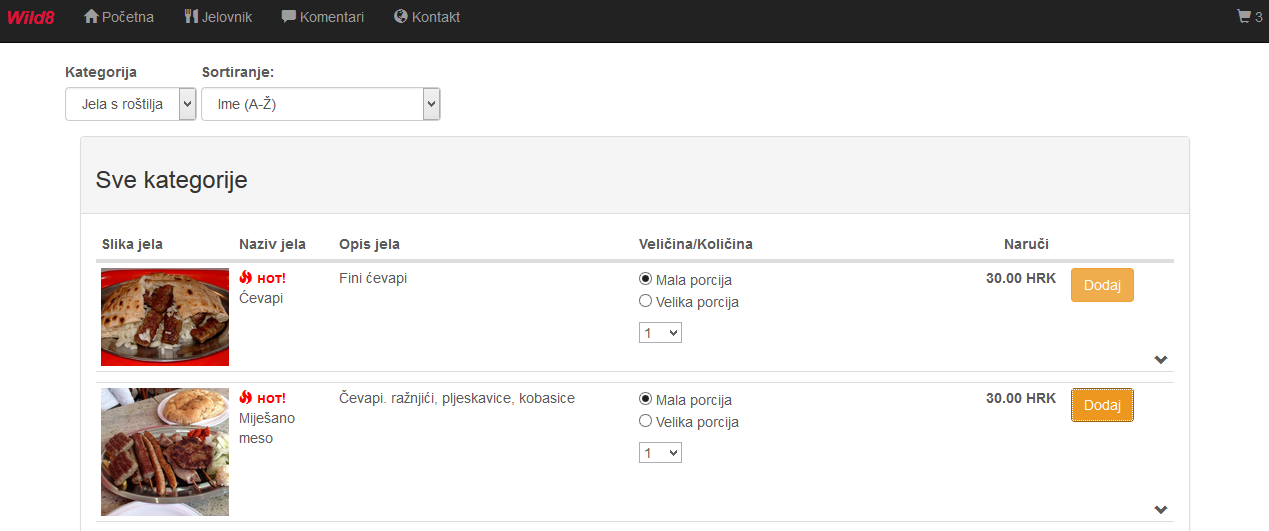 Wild8 Početna Jelovnik Komentari Kontakt 3
Kategorija Sortiranje:
Jela s roštilja Ime (A-Ž)
Sve kategorije
Slika jela Naziv jela Opis jela Veličina/Količina Naruči
HOT! Fini ćevapi Mala porcija 30.00 HRK Dodaj
Ćevapi Velika porcija
1
HOT! Čevapi. ražnjići, pljeskavice, kobasice Mala porcija 30.00 HRK Dodaj
Miješano Velika porcija
meso
1